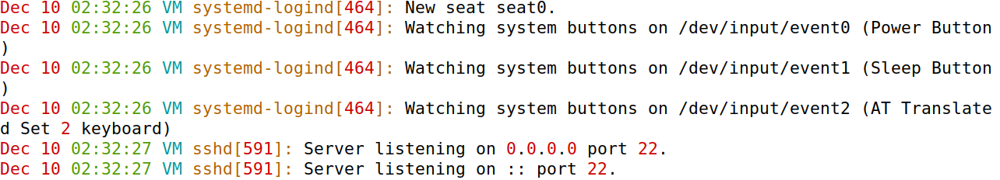 Dec 10 02:32:26 VM systemd-logind[464]: New seat seat0.
Dec 10 02:32:26 VM systemd-logind[464]: Watching system buttons on /dev/input/event0 (Power Button
)
Dec 10 02:32:26 VM systemd-logind[464]: Watching system buttons on /dev/input/event1 (Sleep Button
)
Dec 10 02:32:26 VM systemd-logind[464]: Watching system buttons on /dev/input/event2 (AT Translate
d Set 2 keyboard)
Dec 10 02:32:27 VM sshd[591]: Server listening on 0.0.0.0 port 22.
Dec 10 02:32:27 VM sshd[591]: Server listening on :: port 22.